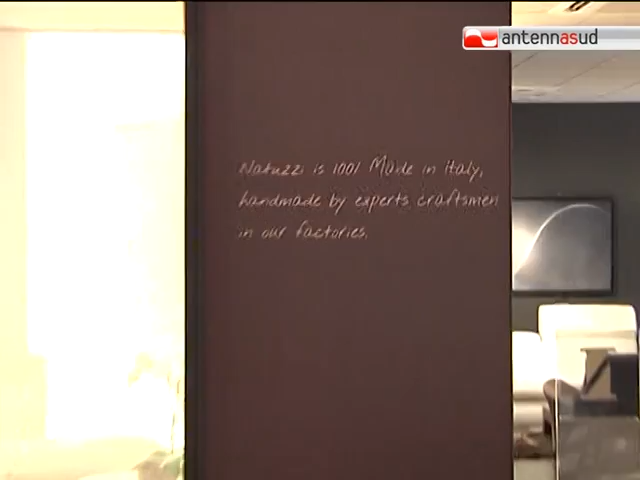 antennasud
Natuzzi is 100% Made in Italy,
handmade by experts craftsmen
in our factories.